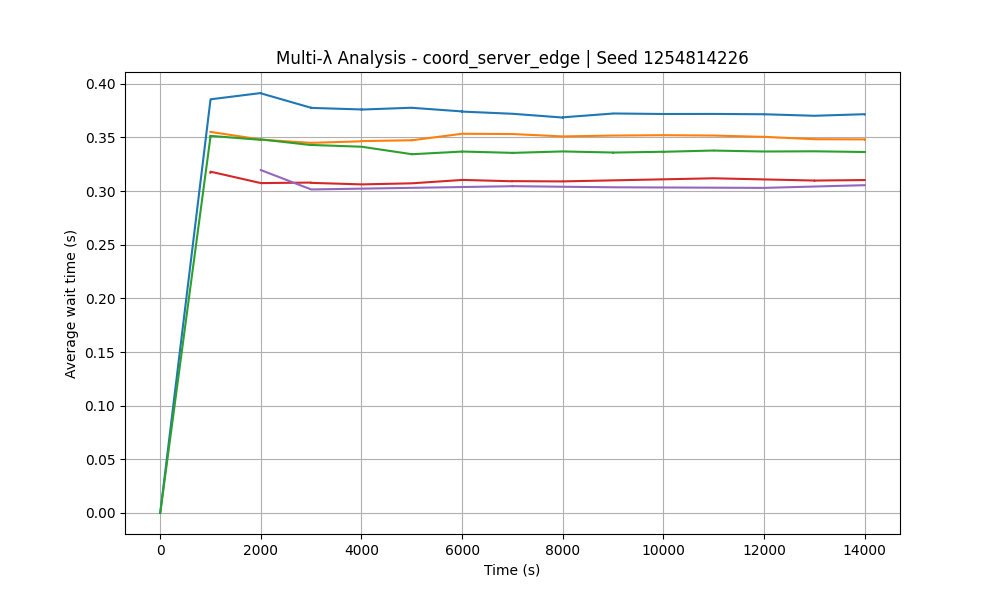 Multi-λ Analysis - coord_server_edge | Seed 1254814226
Average wait time (s)
0.40
0.35
0.30
0.25
0.20
0.15
0.10
0.05
0.00
0 2000 4000 6000 8000 10000 12000 14000
Time (s)